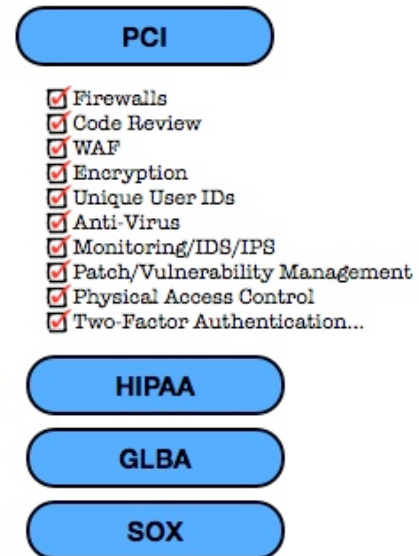 PCI
Firewalls
Code Review
WAF
Encryption
Unique User IDs
Anti-Virus
Monitoring/IDS/IPS
Patch/Vulnerability Management
Physical Access Control
Two-Factor Authentication...
HIPAA
GLBA
SOX